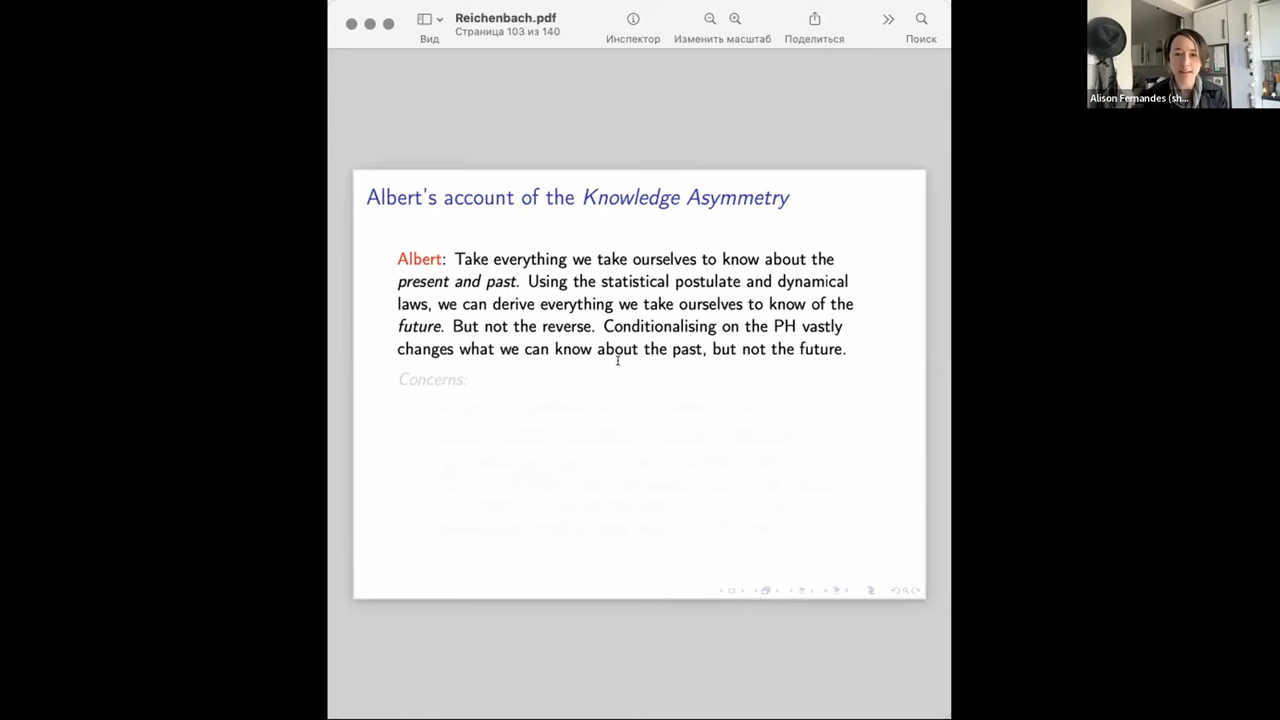 Reichenbach.pdf
Страница 103 из 140
Вид
Инспектор
Изменить масштаб
Поделиться
Поиск
Alison Fernandes (sh...
Albert's account of the Knowledge Asymmetry
Albert: Take everything we take ourselves to know about the
present and past. Using the statistical postulate and dynamical
laws, we can derive everything we take ourselves to know of the
future. But not the reverse. Conditionalising on the PH vastly
changes what we can know about the past, but not the future.
Concerns: